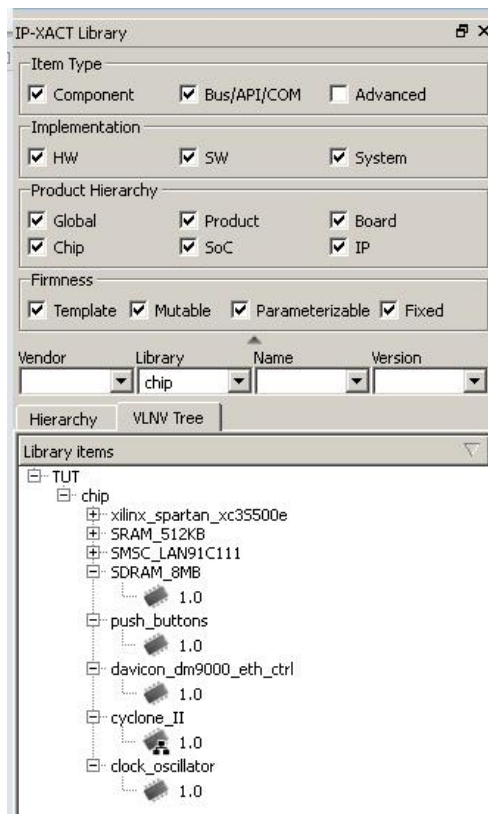 IP-XACT Library
Item Type
Component Bus/API/COM Advanced
Implementation
HW SW System
Product Hierarchy
Global Product Board
Chip SoC IP
Firmness
Template Mutable Parameterizable Fixed
Vendor Library Name Version
chip
Hierarchy VLNV Tree
Library items
TUT
chip
xilinx_spartan_xc3S500e
SRAM_512KB
SMSC_LAN91C111
SDRAM_8MB
1.0
push_buttons
1.0
davicon_dm9000_eth_ctrl
1.0
cyclone_II
1.0
clock_oscillator
1.0